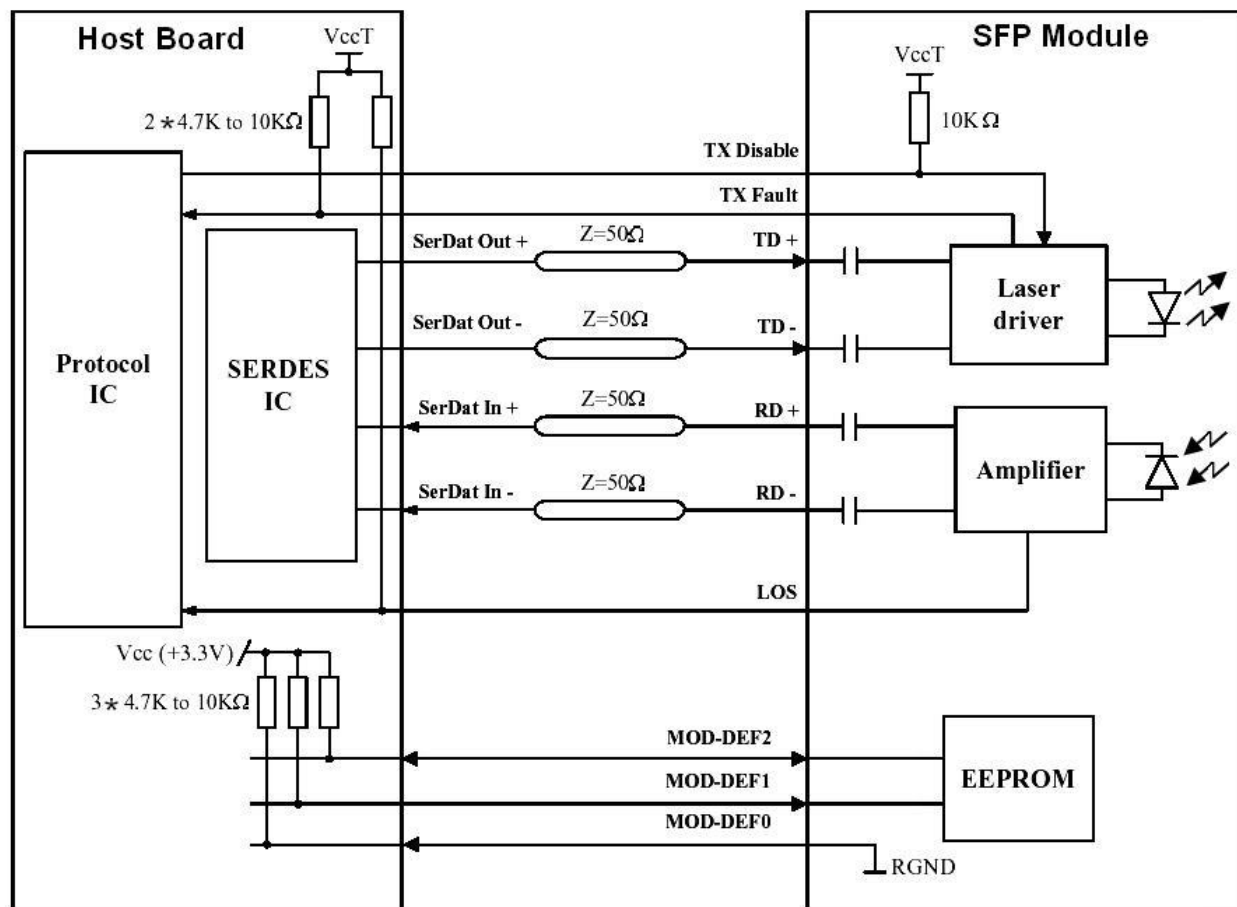 Host Board
VccT
2*4.7K to 10KΩ
SFP Module
VccT
10KΩ
TX Disable
TX Fault
SerDat Out +
Z=50Ω
TD +
SerDat Out -
Z=50Ω
TD -
SerDat In +
Z=50Ω
RD +
SerDat In -
Z=50Ω
RD -
Protocol
IC
SERDES
IC
Laser
driver
Amplifier
LOS
Vcc (+3.3V)
3* 4.7K to 10KΩ
MOD-DEF2
MOD-DEF1
MOD-DEF0
EEPROM
RGND